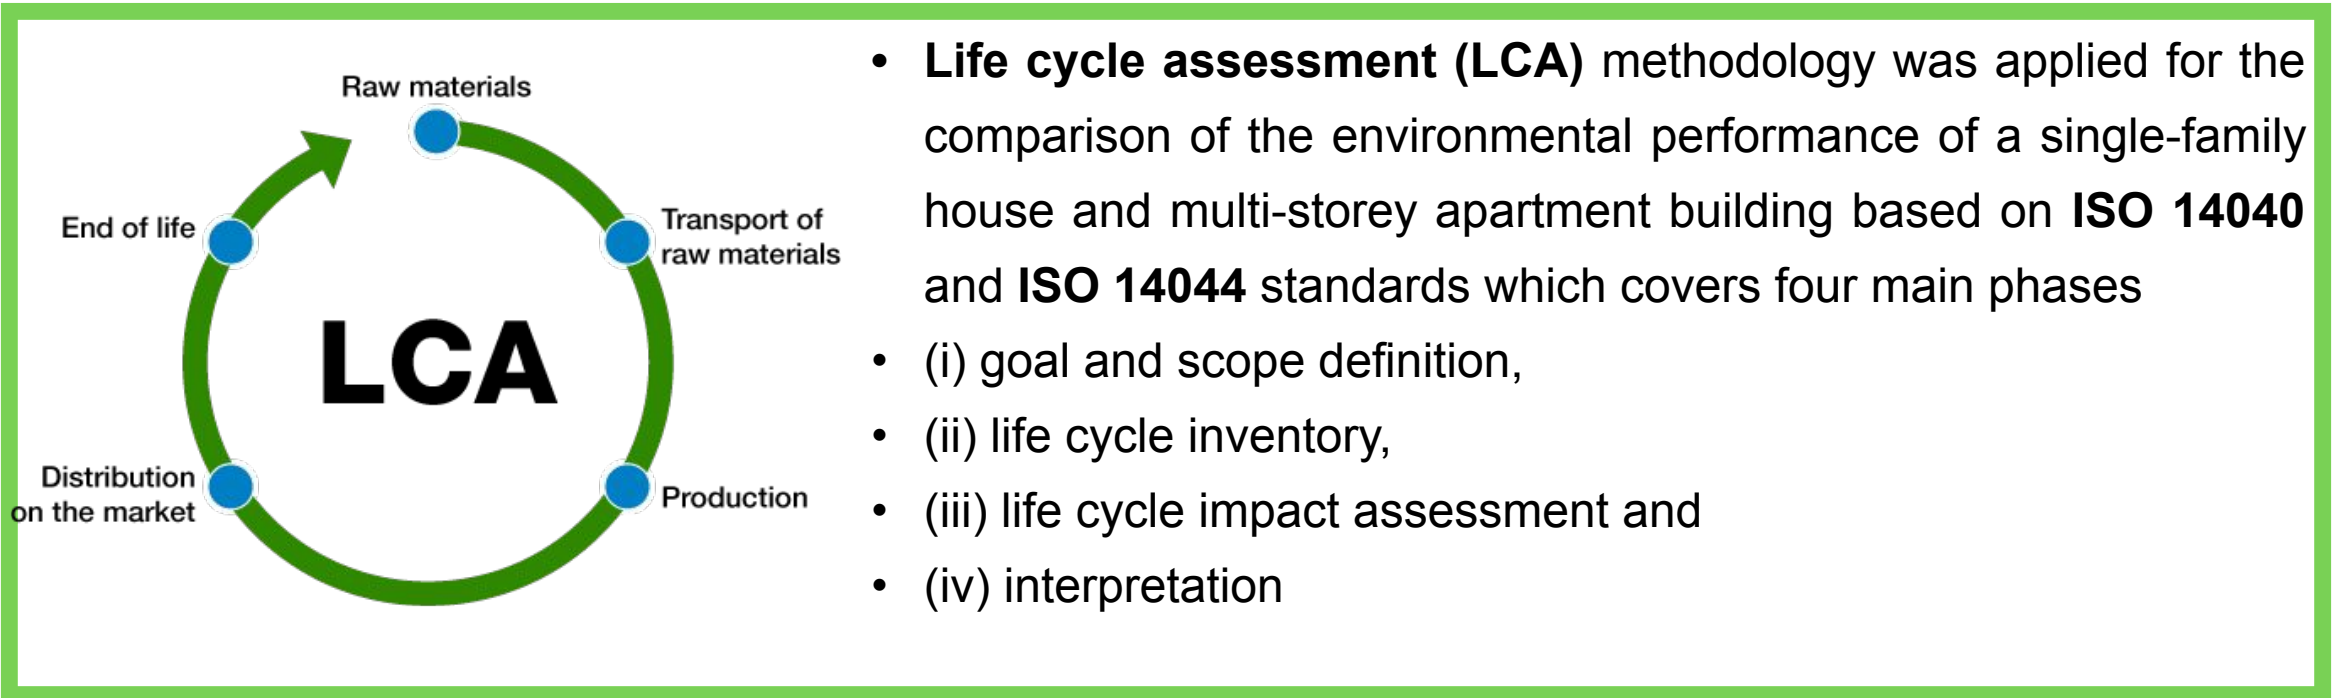 Raw materials
Transport of
raw materials
Production
Distribution
on the market
End of life
LCA
• Life cycle assessment (LCA) methodology was applied for the
comparison of the environmental performance of a single-family
house and multi-storey apartment building based on ISO 14040
and ISO 14044 standards which covers four main phases
• (i) goal and scope definition,
• (ii) life cycle inventory,
• (iii) life cycle impact assessment and
• (iv) interpretation